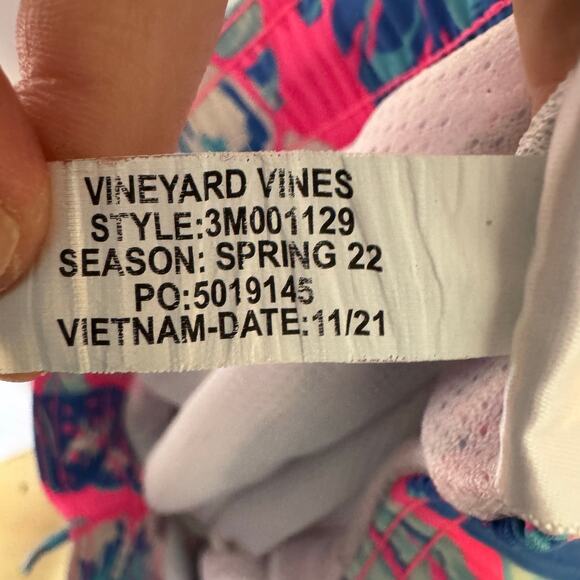 VINEYARD VINES
STYLE:3M001129
SEASON: SPRING 22
PO:5019145
VIETNAM-DATE:11/21